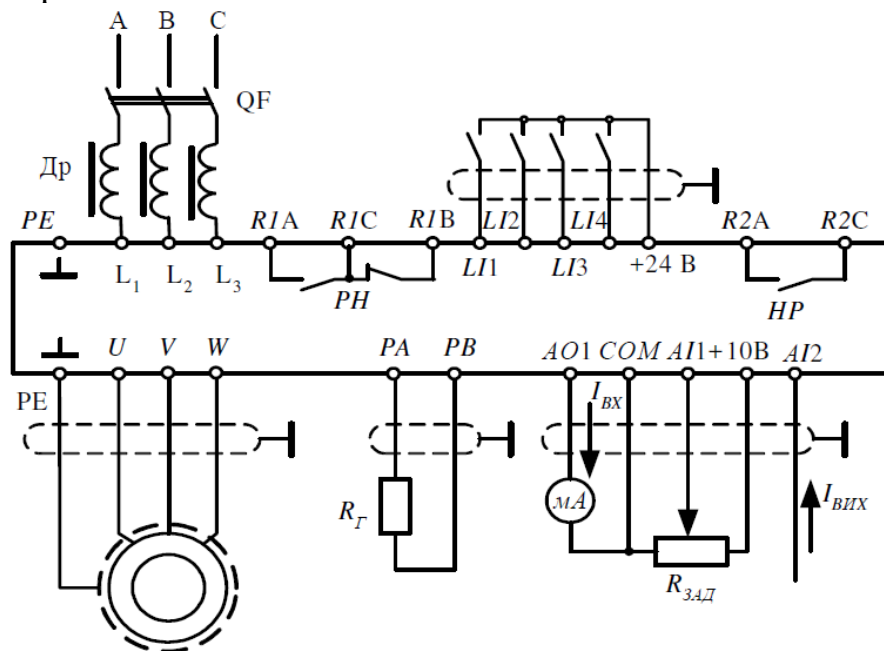 A B C
QF
Др
PE R1A R1C R1B LI2 LI4 R2A R2C
L1 L2 L3 PH LI1 LI3 +24 В HP
U V W PA PB AO1 COM AI1 +10В AI2
PE
IВХ
RГ мА IВИХ
RЗАД